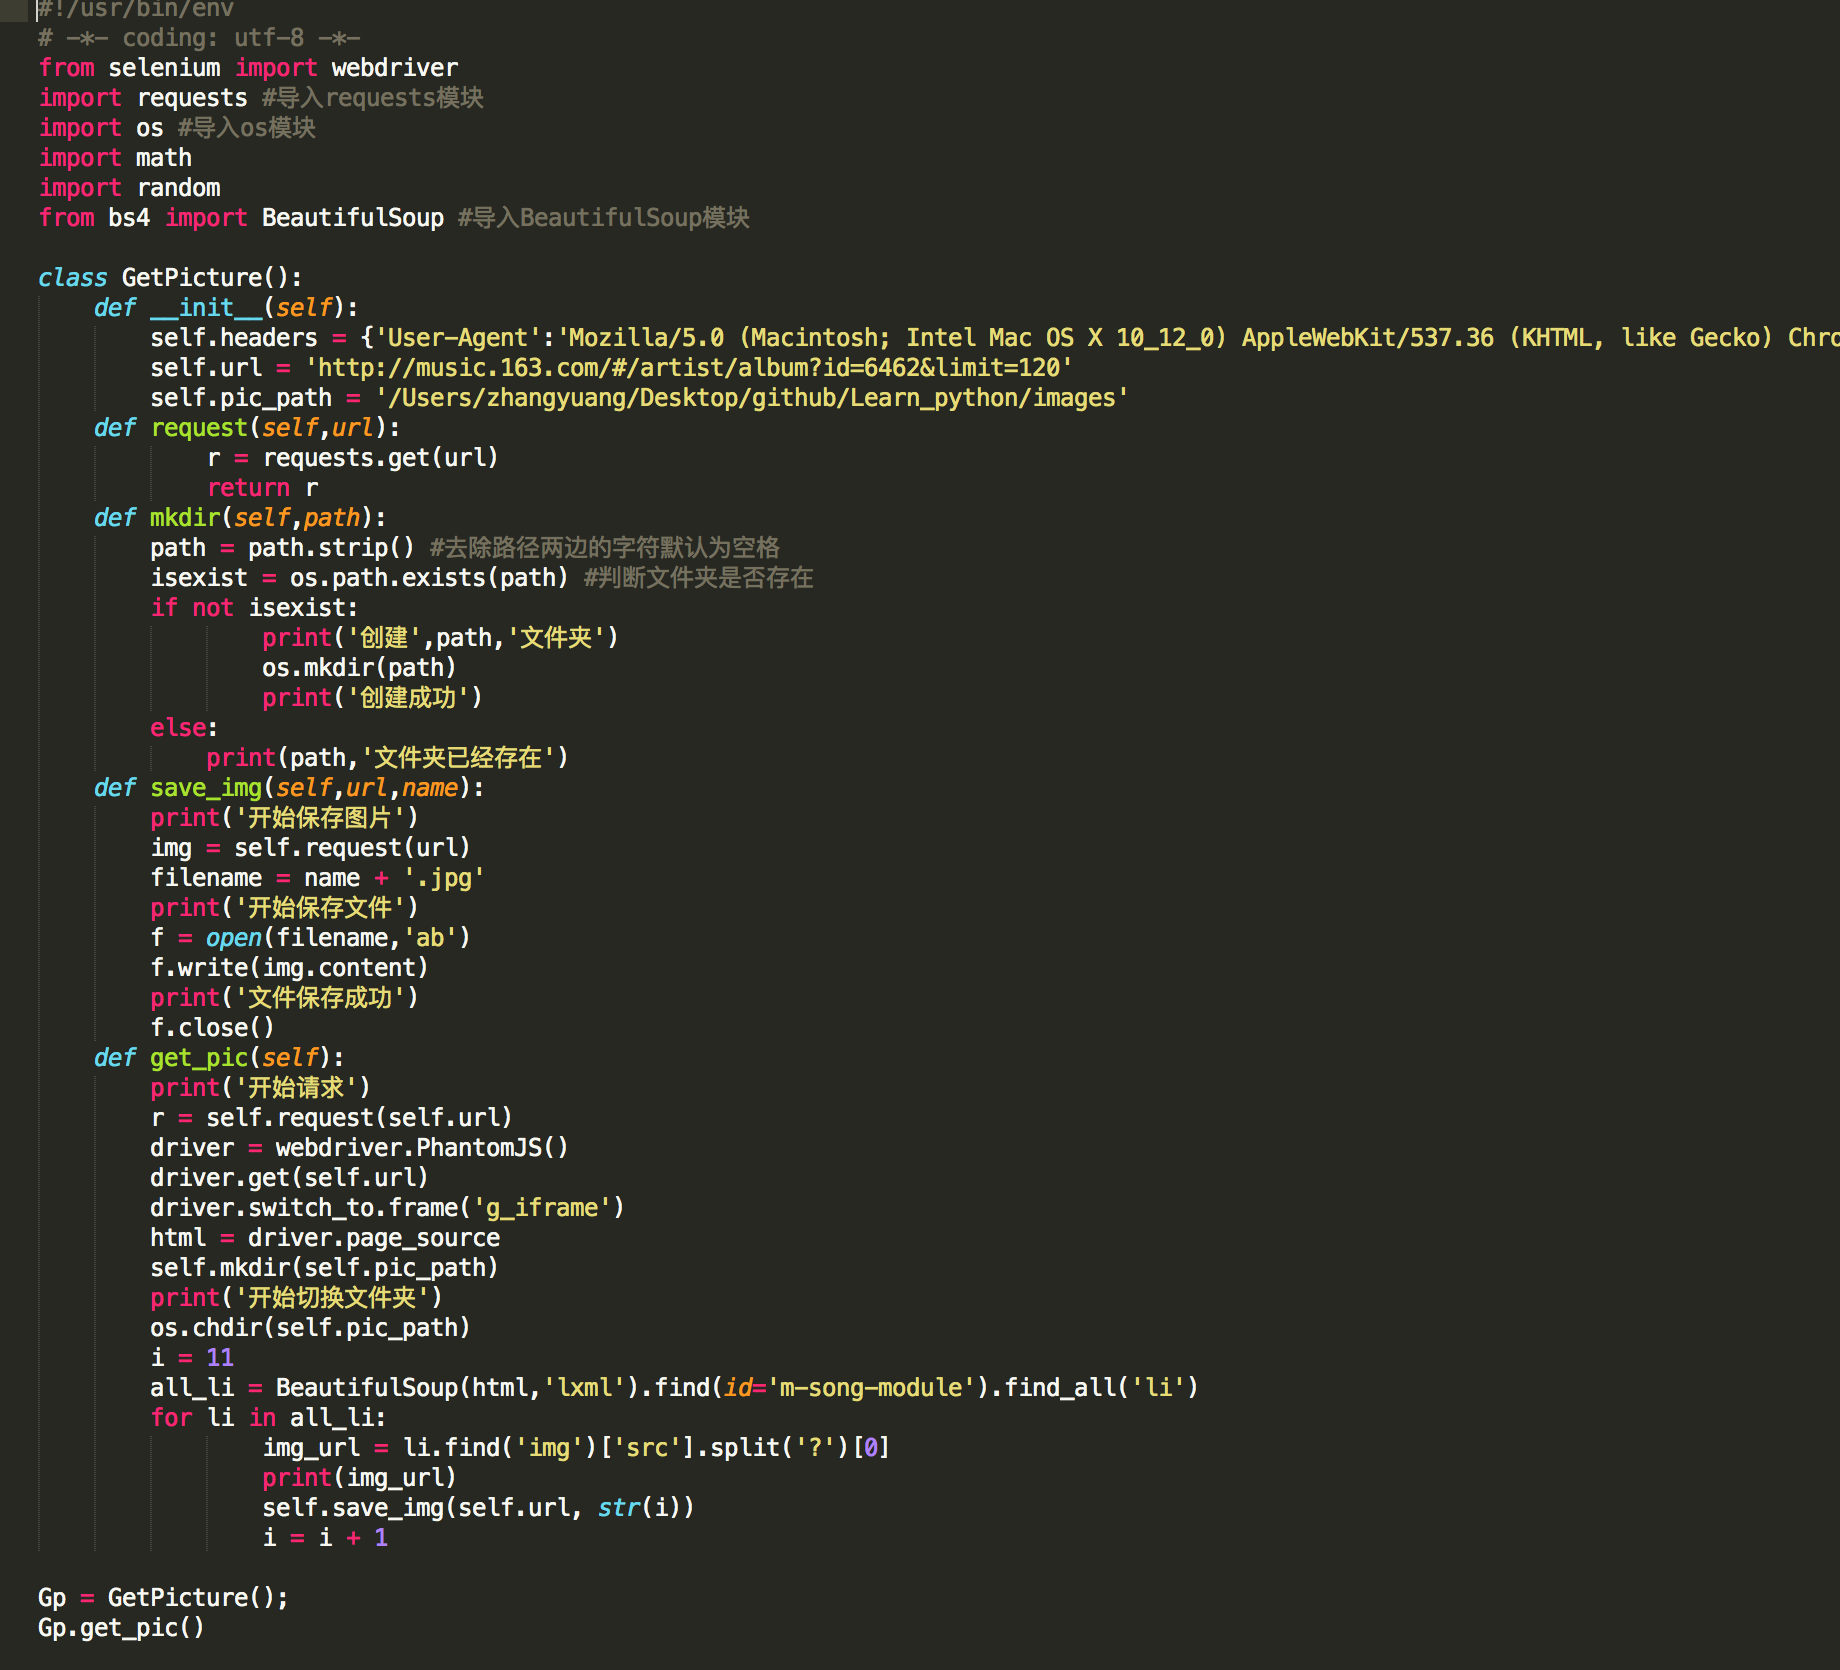 #!/usr/bin/env
# -*- coding: utf-8 -*-
from selenium import webdriver
import requests #导入requests模块
import os #导入os模块
import math
import random
from bs4 import BeautifulSoup #导入BeautifulSoup模块
class GetPicture():
def __init__(self):
self.headers = {'User-Agent':'Mozilla/5.0 (Macintosh; Intel Mac OS X 10_12_0) AppleWebKit/537.36 (KHTML, like Gecko) Chro
self.url = 'http://music.163.com/#/artist/album?id=6462&limit=120'
self.pic_path = '/Users/zhangyuang/Desktop/github/Learn_python/images'
def request(self,url):
r = requests.get(url)
return r
def mkdir(self,path):
path = path.strip() #去除路径两边的字符默认为空格
isexist = os.path.exists(path) #判断文件夹是否存在
if not isexist:
print('创建',path,'文件夹')
os.mkdir(path)
print('创建成功')
else:
print(path,'文件夹已经存在')
def save_img(self,url,name):
print('开始保存图片')
img = self.request(url)
filename = name + '.jpg'
print('开始保存文件')
f = open(filename,'ab')
f.write(img.content)
print('文件保存成功')
f.close()
def get_pic(self):
print('开始请求')
r = self.request(self.url)
driver = webdriver.PhantomJS()
driver.get(self.url)
driver.switch_to.frame('g_iframe')
html = driver.page_source
self.mkdir(self.pic_path)
print('开始切换文件夹')
os.chdir(self.pic_path)
i = 11
all_li = BeautifulSoup(html,'lxml').find(id='m-song-module').find_all('li')
for li in all_li:
img_url = li.find('img')['src'].split('?')[0]
print(img_url)
self.save_img(self.url, str(i))
i = i + 1
Gp = GetPicture();
Gp.get_pic()